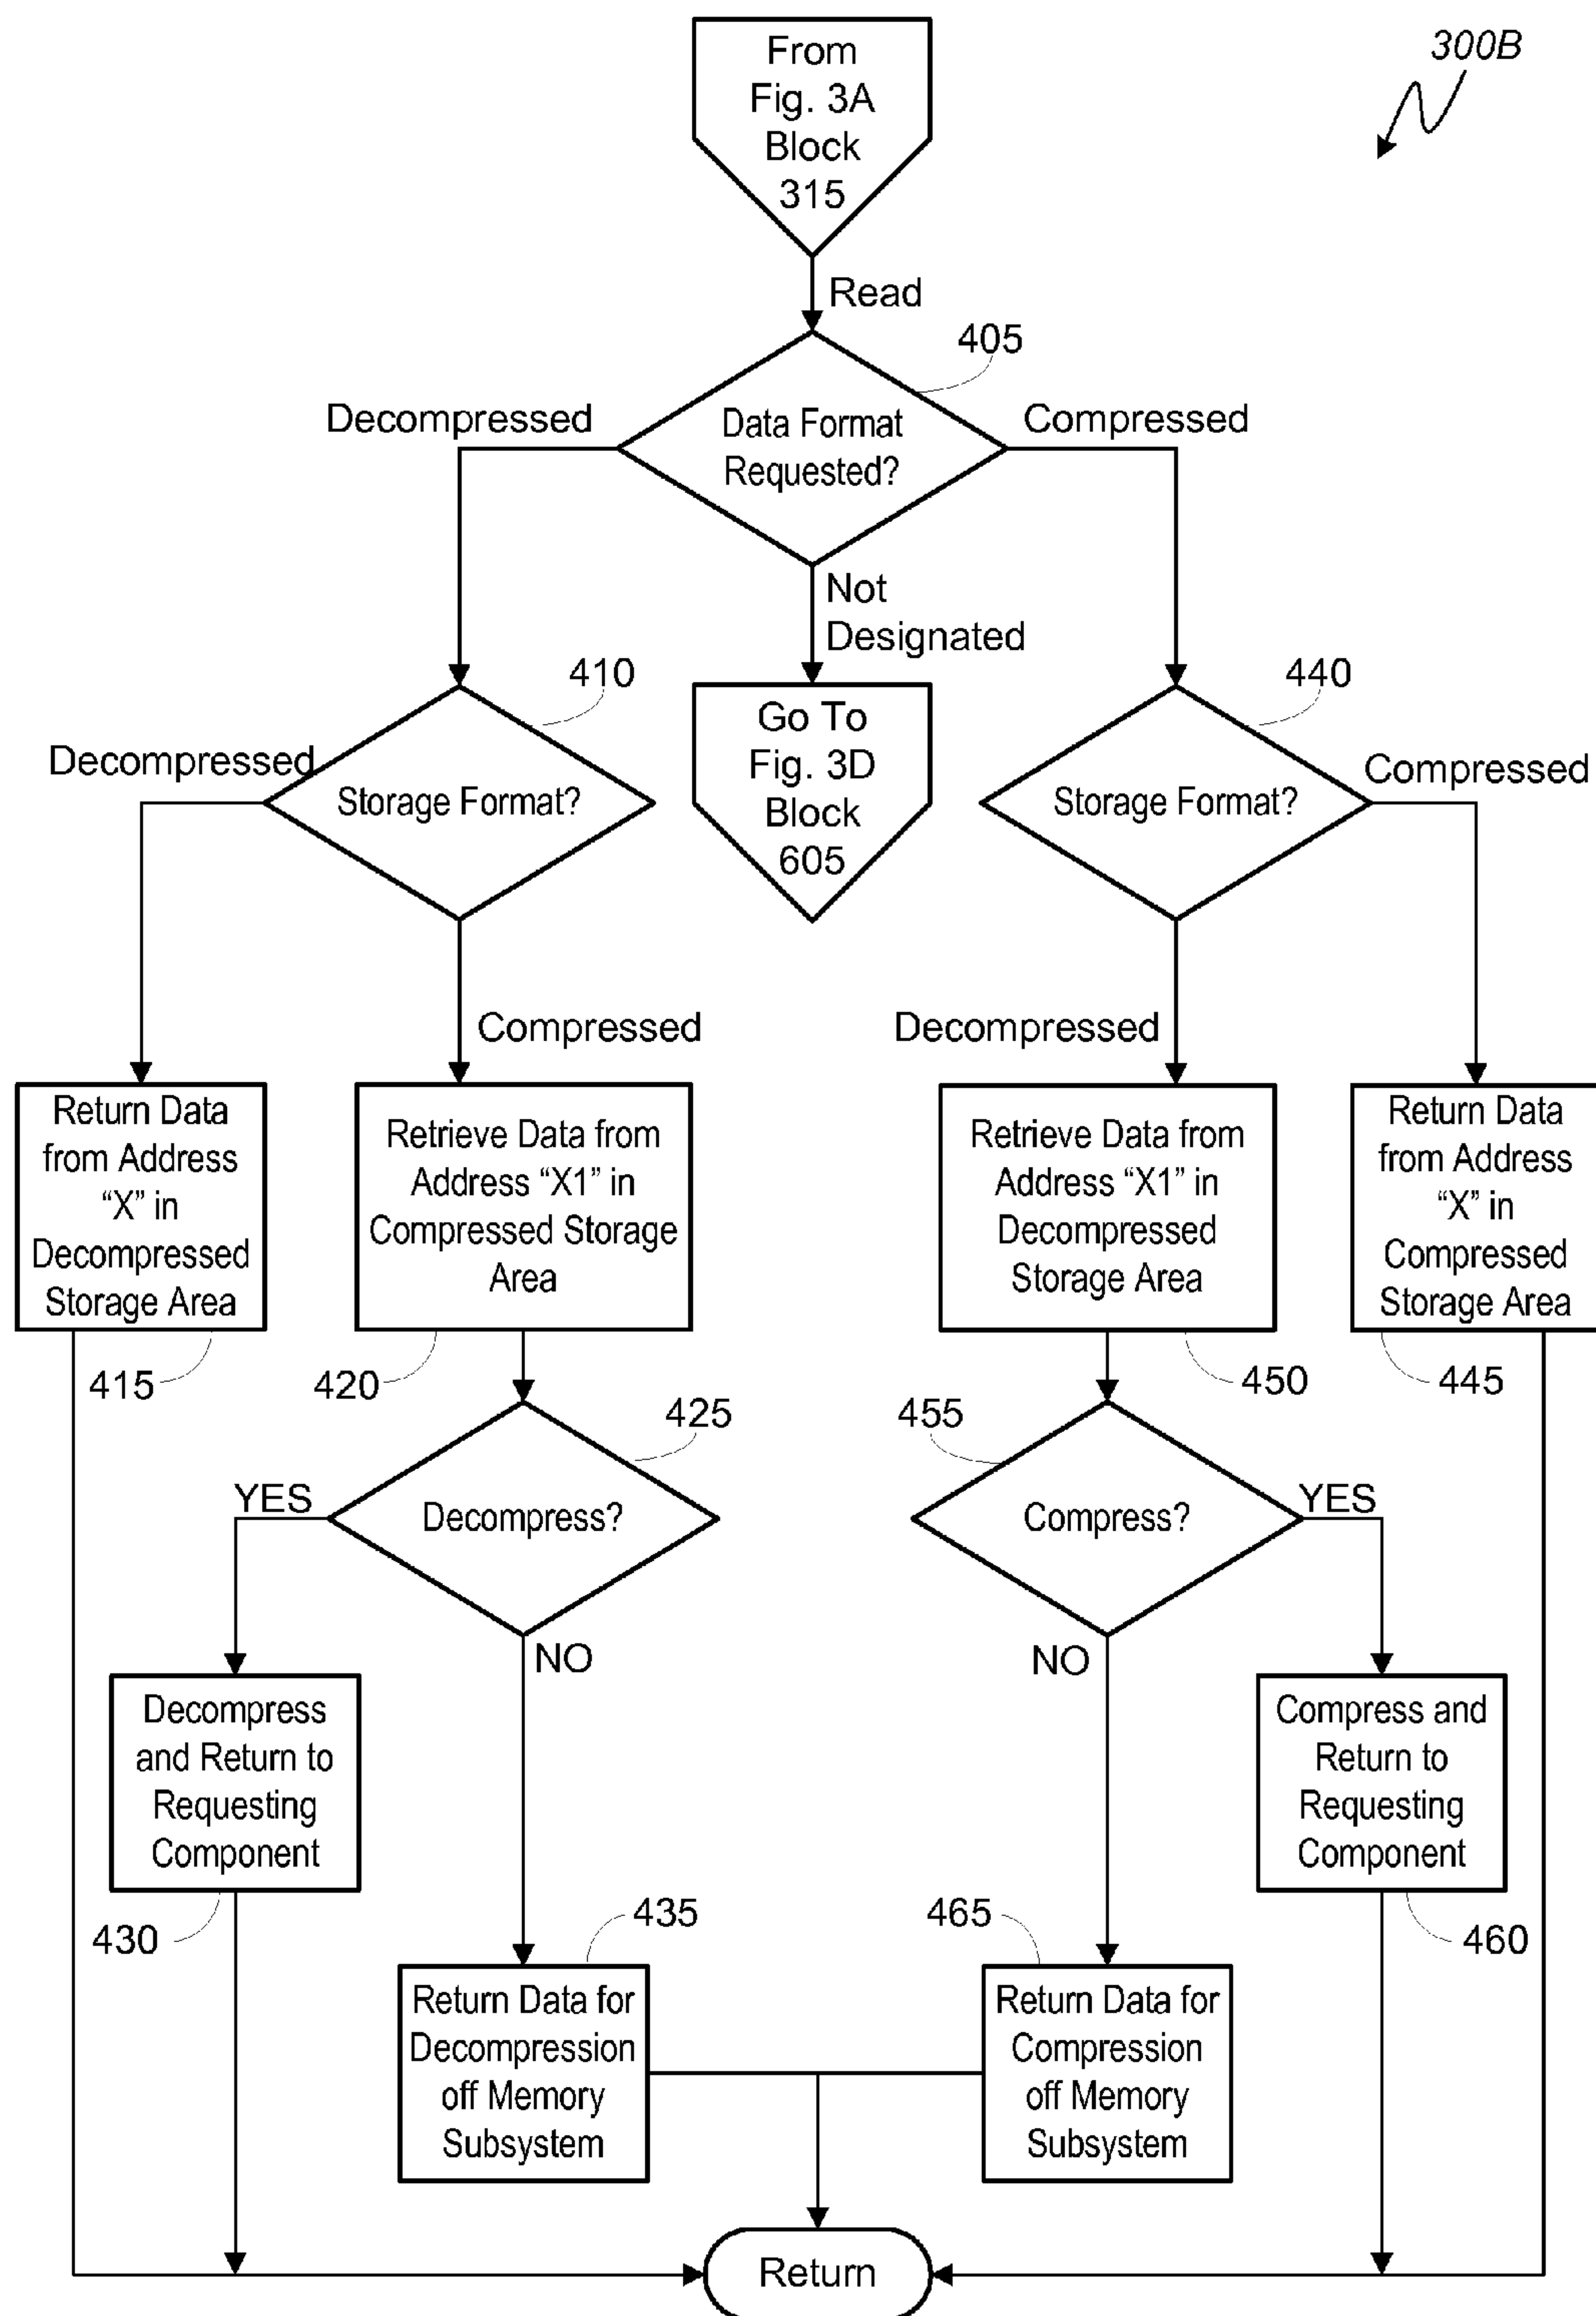 From
Fig. 3A
Block
315
300B
Read
405
Decompressed
Data Format
Requested?
Compressed
Not
Designated
410
440
Decompressed
Storage Format?
Go To
Fig. 3D
Block
605
Storage Format?
Compressed
Compressed
Decompressed
Return Data
from Address
“X” in
Decompressed
Storage Area
Retrieve Data from
Address “X1” in
Compressed Storage
Area
Retrieve Data from
Address “X1” in
Decompressed
Storage Area
Return Data
from Address
“X” in
Compressed
Storage Area
415
420
450
445
425
455
YES
Decompress?
Compress?
YES
NO
NO
Decompress
and Return to
Requesting
Component
Compress and
Return to
Requesting
Component
430
435
465
460
Return Data for
Decompression
off Memory
Subsystem
Return Data for
Compression
off Memory
Subsystem
Return